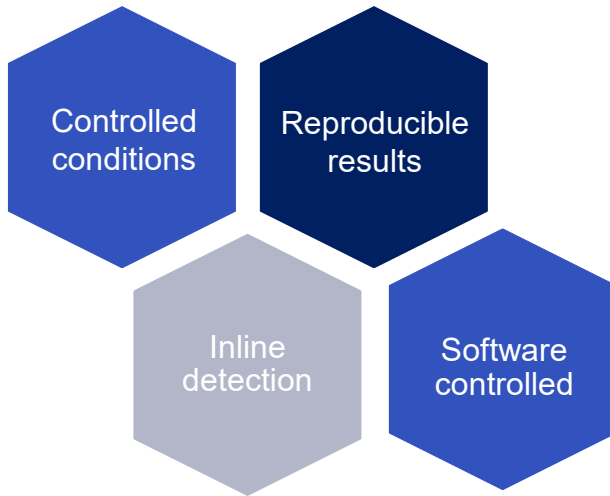 Controlled
conditions
Reproducible
results
Inline
detection
Software
controlled